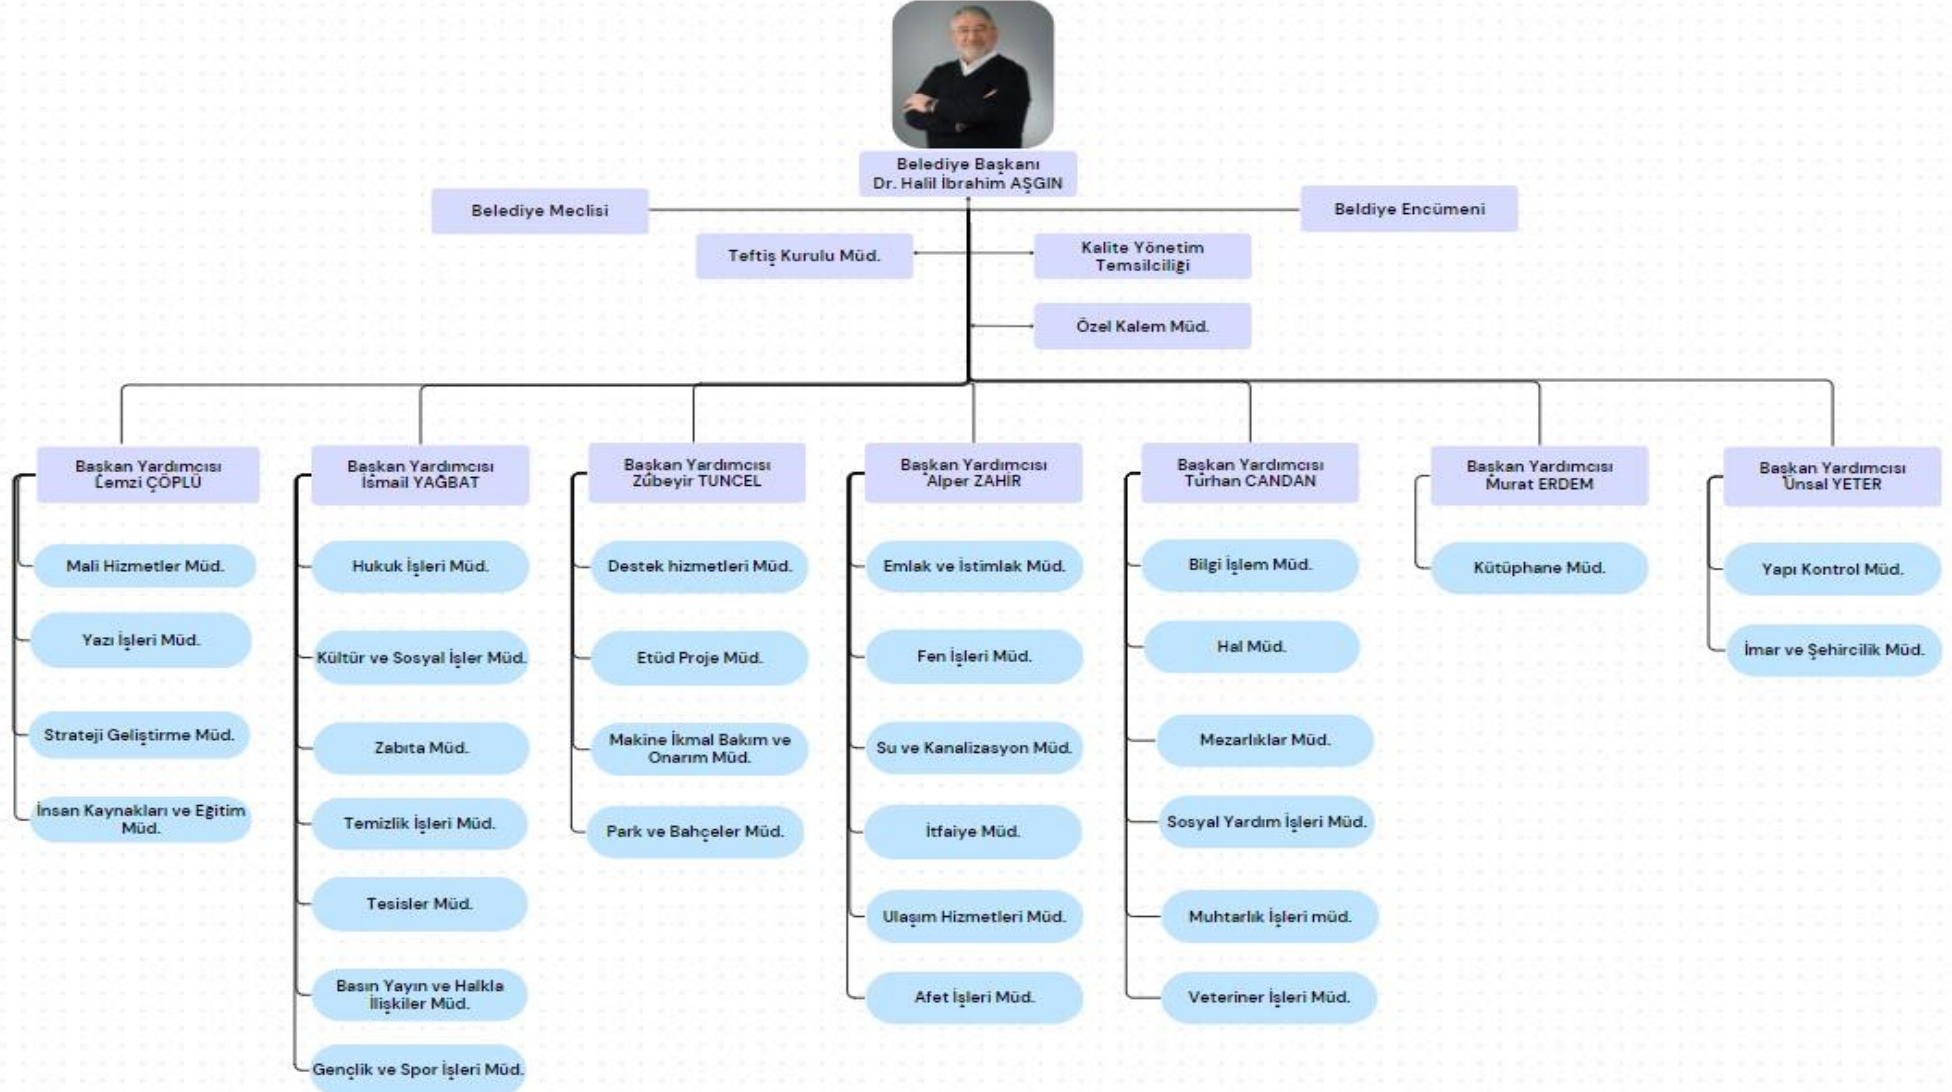 Belediye Başkanı
Dr. Halil İbrahim AŞGIN
Belediye Meclisi
Beldiye Encümeni
Teftiş Kurulu Müd.
Kalite Yönetim
Temsilciliği
Özel Kalem Müd.
Başkan Yardımcısı
Lemzi ÇÖPLÜ
Mali Hizmetler Müd.
Yazı İşleri Müd.
Strateji Geliştirme Müd.
İnsan Kaynakları ve Eğitim
Müd.
Başkan Yardımcısı
İsmail YAĞBAT
Hukuk İşleri Müd.
Kültür ve Sosyal İşler Müd.
Zabıta Müd.
Temizlik İşleri Müd.
Tesisler Müd.
Basın Yayın ve Halkla
İlişkiler Müd.
Gençlik ve Spor İşleri Müd.
Başkan Yardımcısı
Zübeyir TUNCEL
Destek hizmetleri Müd.
Etüd Proje Müd.
Makine İkmal Bakım ve
Onarım Müd.
Park ve Bahçeler Müd.
Başkan Yardımcısı
Alper ZAHİR
Emlak ve İstimlak Müd.
Fen İşleri Müd.
Su ve Kanalizasyon Müd.
İtfaiye Müd.
Ulaşım Hizmetleri Müd.
Afet İşleri Müd.
Başkan Yardımcısı
Turhan CANDAN
Bilgi İşlem Müd.
Hal Müd.
Mezarlıklar Müd.
Sosyal Yardım İşleri Müd.
Muhtarlık İşleri müd.
Veteriner İşleri Müd.
Başkan Yardımcısı
Murat ERDEM
Kütüphane Müd.
Başkan Yardımcısı
Ünsal YETER
Yapı Kontrol Müd.
İmar ve Şehircilik Müd.